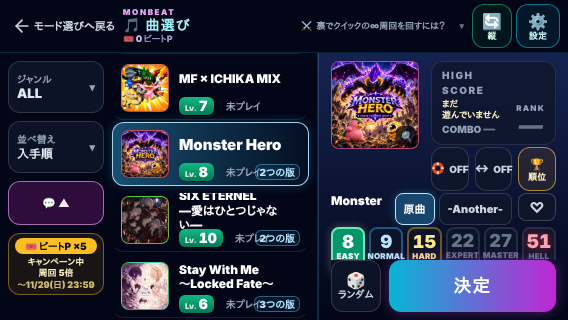 ← モード選びへ戻る
MONBEAT
🎵 曲選び
🎟 0 ビートP
⚔ 裏でクイックの∞周回を回すには？
▼
縦
設定
ジャンル
ALL
▼
並べ替え
入手順
▼
💬 ▲
🎟 ビートP ×5
キャンペーン中
周回 5倍
〜11/29(日) 23:59
MF × ICHIKA MIX
Lv. 7
未プレイ
Monster Hero
Lv. 8
未プレイ
2つの版
SIX ETERNEL
―愛はひとつじゃな
い―
Lv. 10
2つの版
Stay With Me
〜Locked Fate〜
Lv. 6
3つの版
MONSTER
HERO
HIGH
SCORE
まだ
遊んでいません
COMBO —
RANK
—
OFF
↔ OFF
🏆
順位
Monster
原曲
-Another-
♡
8
EASY
9
NORMAL
15
HARD
22
EXPERT
27
MASTER
51
HELL
🎲
ランダム
決定